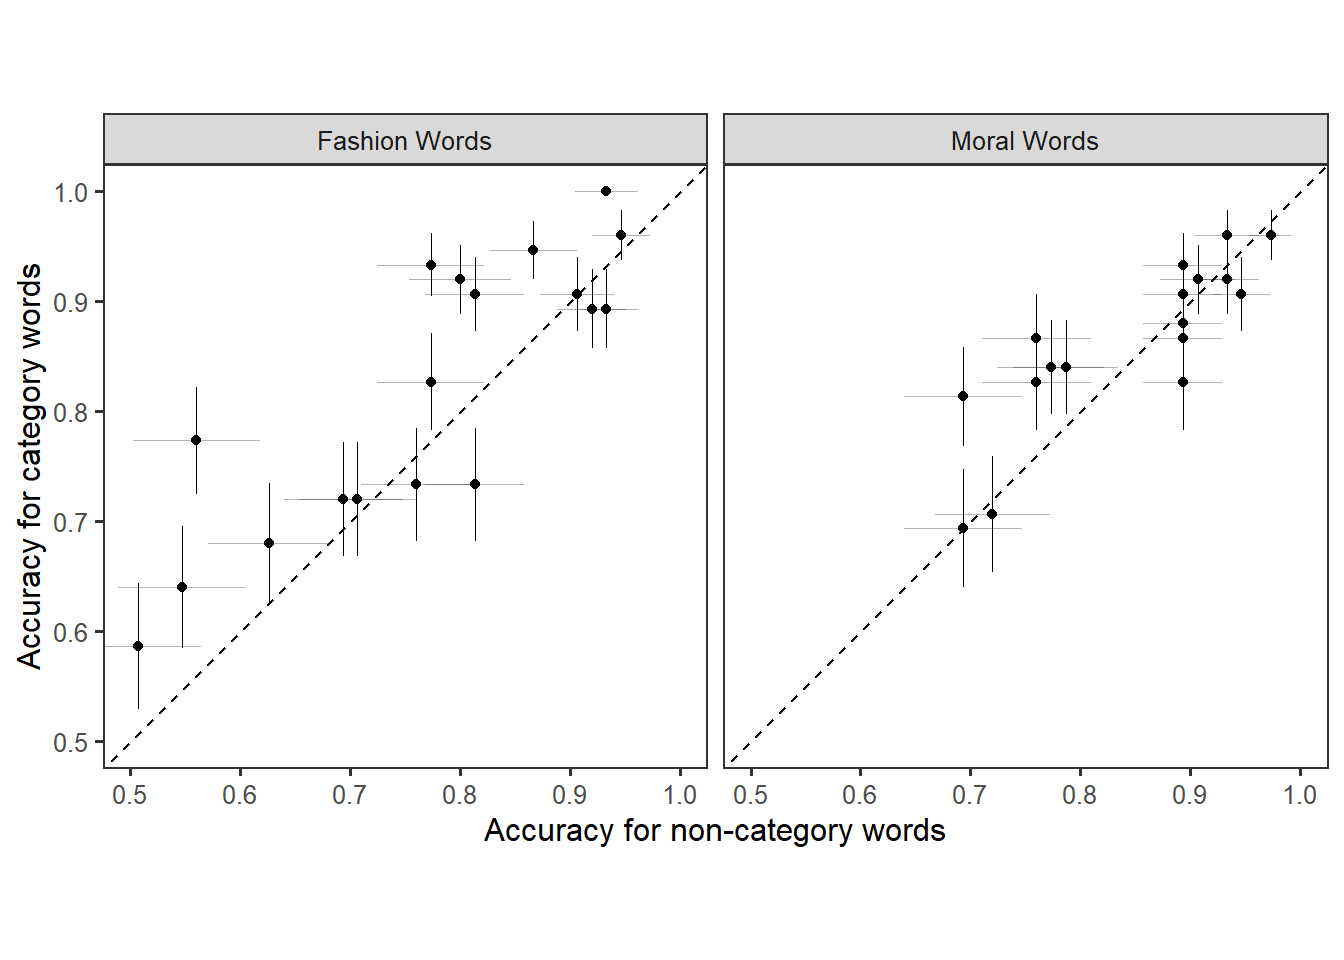 Fashion Words
Moral Words
Accuracy for category words
1.0
0.9
0.8
0.7
0.6
0.5
0.5 0.6 0.7 0.8 0.9 1.0
0.5 0.6 0.7 0.8 0.9 1.0
Accuracy for non-category words